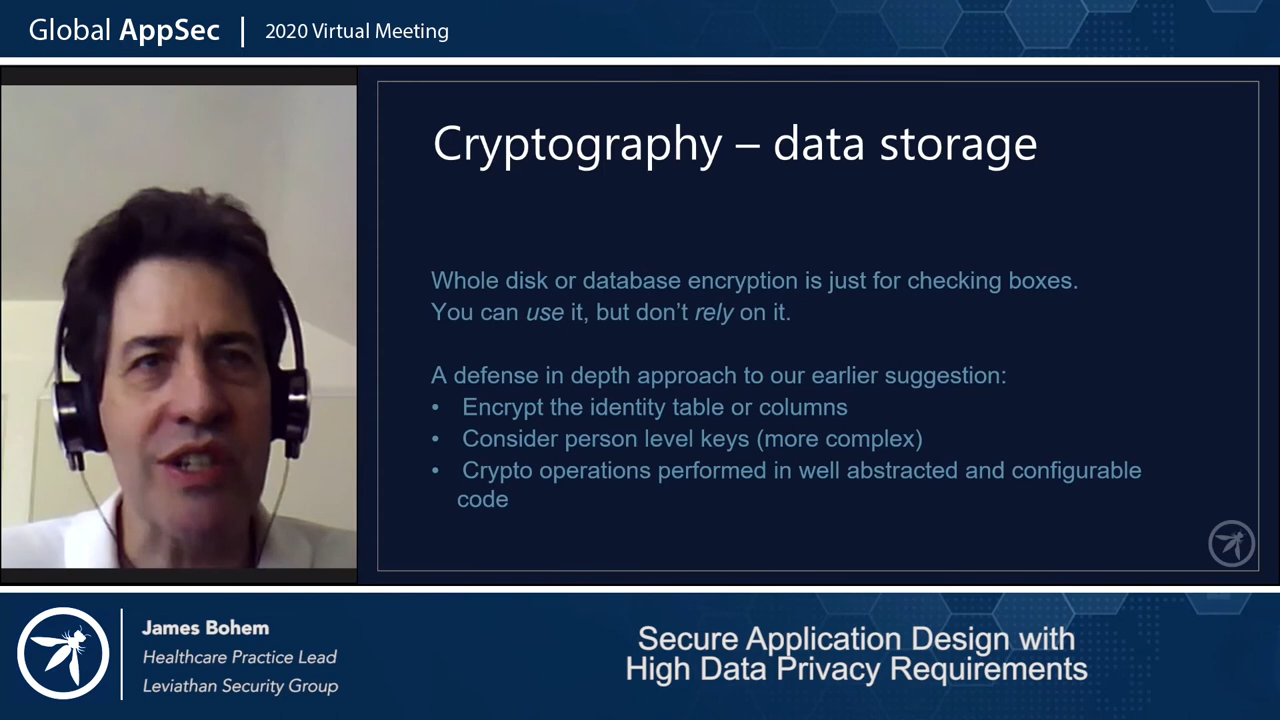 Global AppSec | 2020 Virtual Meeting
Cryptography – data storage
Whole disk or database encryption is just for checking boxes.
You can use it, but don't rely on it.
A defense in depth approach to our earlier suggestion:
• Encrypt the identity table or columns
• Consider person level keys (more complex)
• Crypto operations performed in well abstracted and configurable
code
James Bohem
Healthcare Practice Lead
Leviathan Security Group
Secure Application Design with
High Data Privacy Requirements